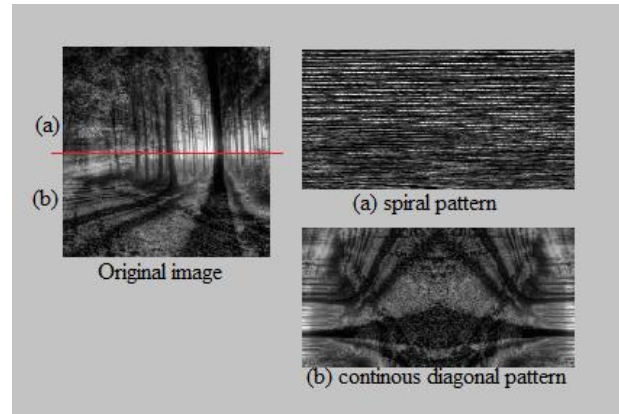 (a)
(b)
Original image
(a) spiral pattern
(b) continous diagonal pattern